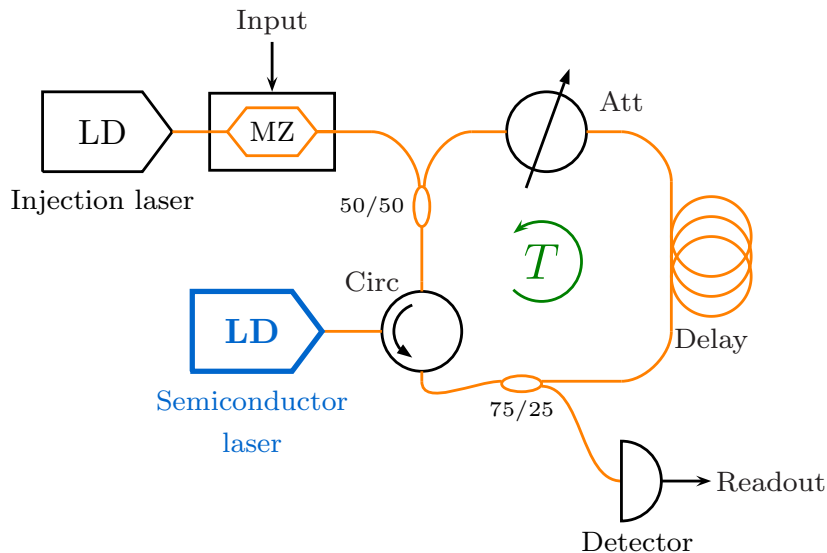 Input
LD
MZ
Att
Injection laser
50/50
T
Circ
LD
Delay
Semiconductor
laser
75/25
Readout
Detector